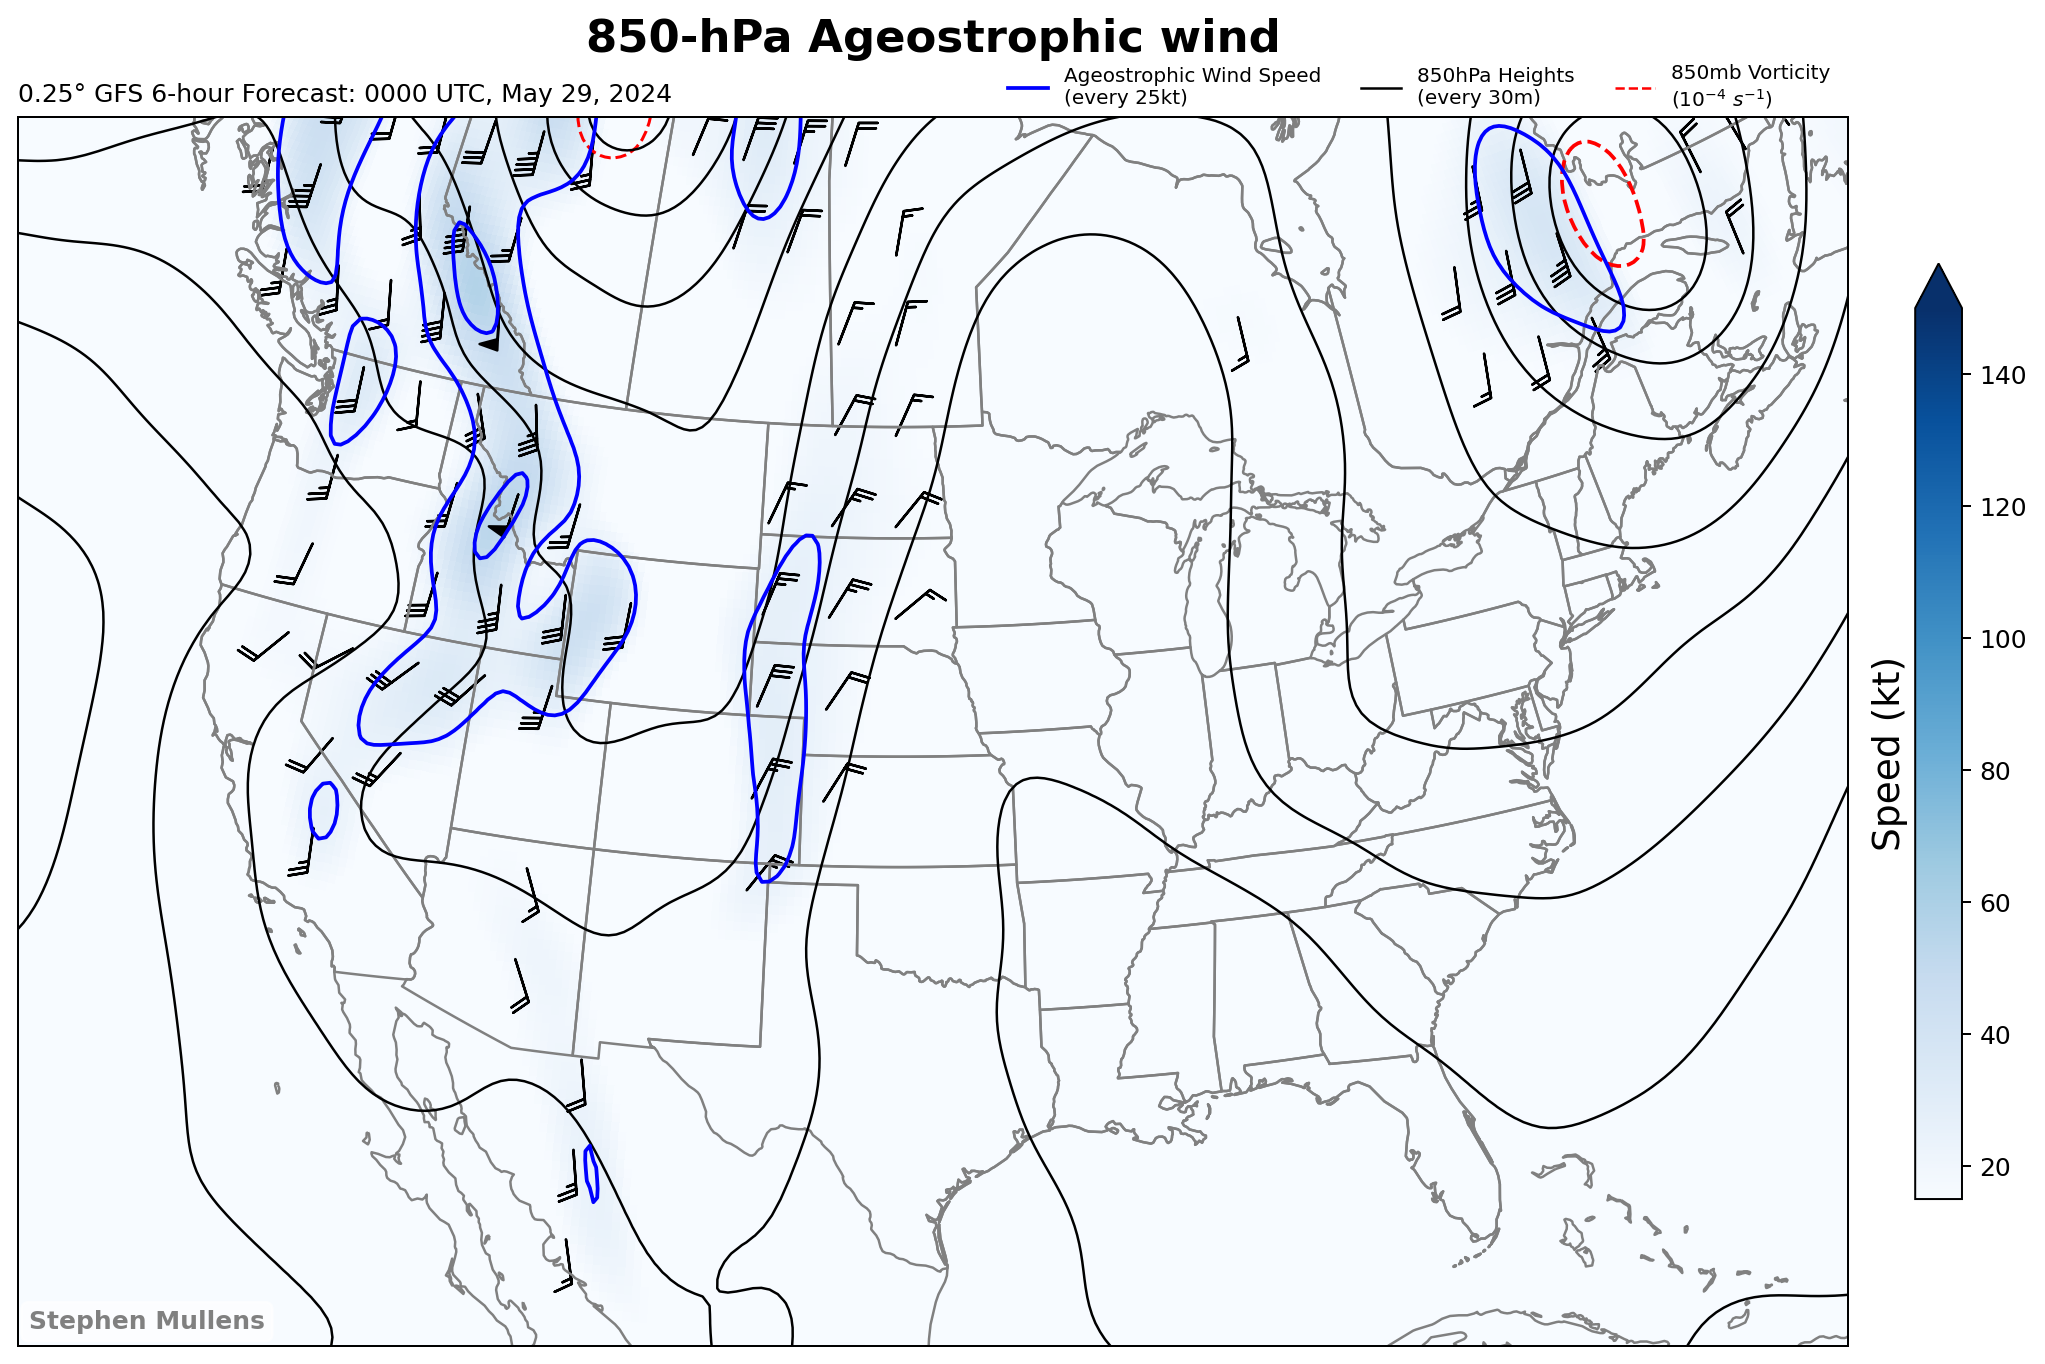 850-hPa Ageostrophic wind
0.25° GFS 6-hour Forecast: 0000 UTC, May 29, 2024
Ageostrophic Wind Speed
(every 25kt)
850hPa Heights
(every 30m)
850mb Vorticity
(10⁻⁴ s⁻¹)
140
120
100
80
60
40
20
Speed (kt)
Stephen Mullens